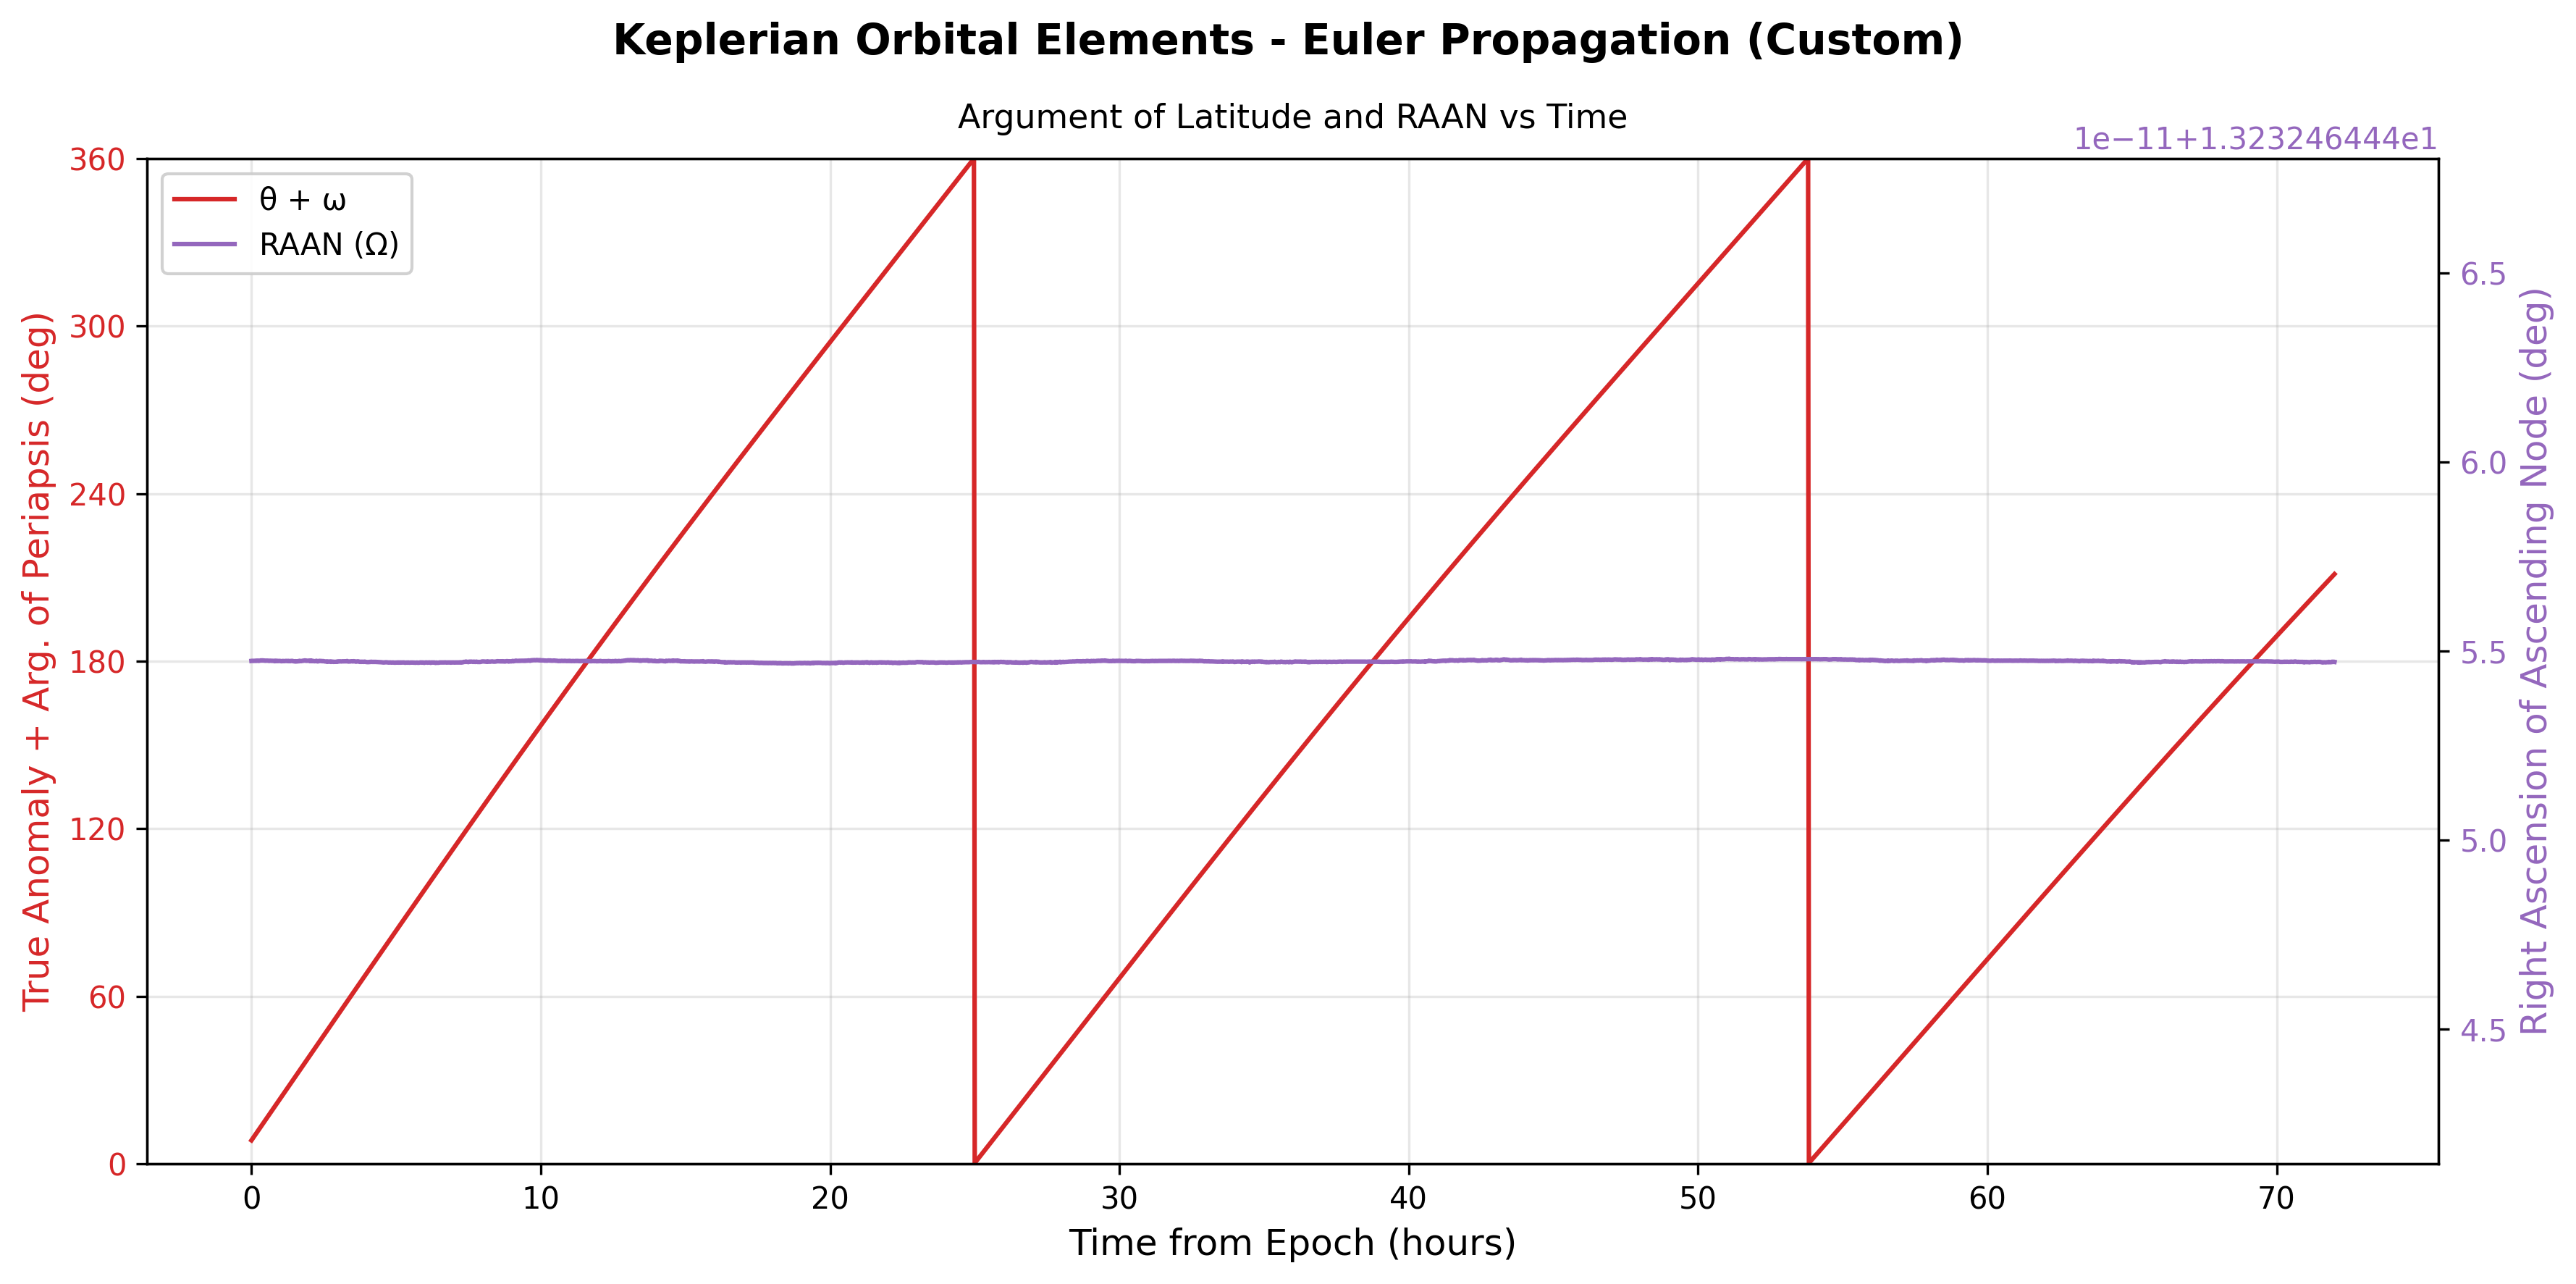 Keplerian Orbital Elements - Euler Propagation (Custom)
Argument of Latitude and RAAN vs Time
1e−11+1.323246444e1
θ + ω
RAAN (Ω)
True Anomaly + Arg. of Periapsis (deg)
360
300
240
180
120
60
0
Right Ascension of Ascending Node (deg)
6.5
6.0
5.5
5.0
4.5
0 10 20 30 40 50 60 70
Time from Epoch (hours)